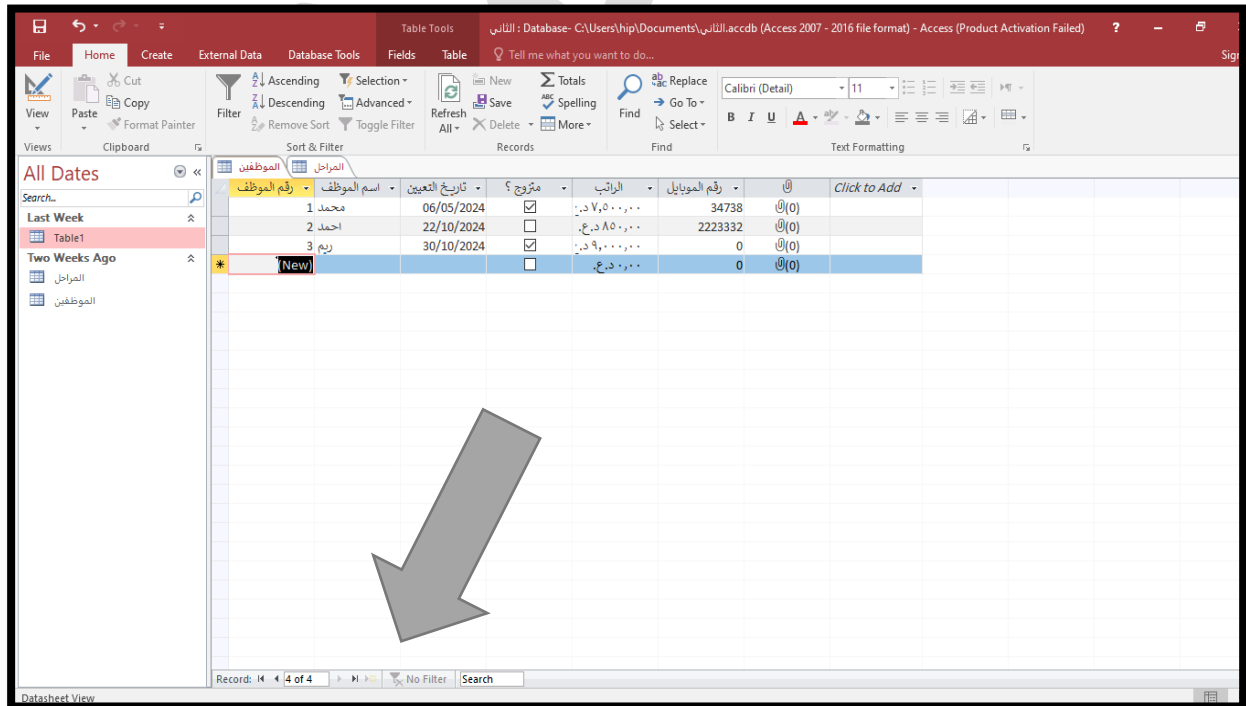 Table Tools
الثاني : Database- C:\Users\hip\Documents\الثاني.accdb (Access 2007 - 2016 file format) - Access (Product Activation Failed) ?
File Home Create External Data Database Tools Fields Table Tell me what you want to do... Sign
View
Paste
Cut
Copy
Format Painter
Filter
Ascending
Descending
Remove Sort
Selection
Advanced
Toggle Filter
Refresh All
New
Save
Delete
Totals
Spelling
More
Find
Replace
Go To
Select
Calibri (Detail) 11
B I U A
Views Clipboard Sort & Filter Records Find Text Formatting
All Dates
Search..
Last Week
Table1
Two Weeks Ago
المراحل
الموظفين
الموظفين المراحل
رقم الموظف اسم الموظف تاريخ التعيين متزوج ؟ الراتب رقم الموبايل Click to Add
1 محمد 06/05/2024 34738 (0)
2 احمد 22/10/2024 ٨٥٠,٠٠ د.ع. 2223332 (0)
3 ريم 30/10/2024 0 (0)
(New) ٠,٠٠ د.ع. 0 (0)
Record: 4 of 4 No Filter Search
Datasheet View